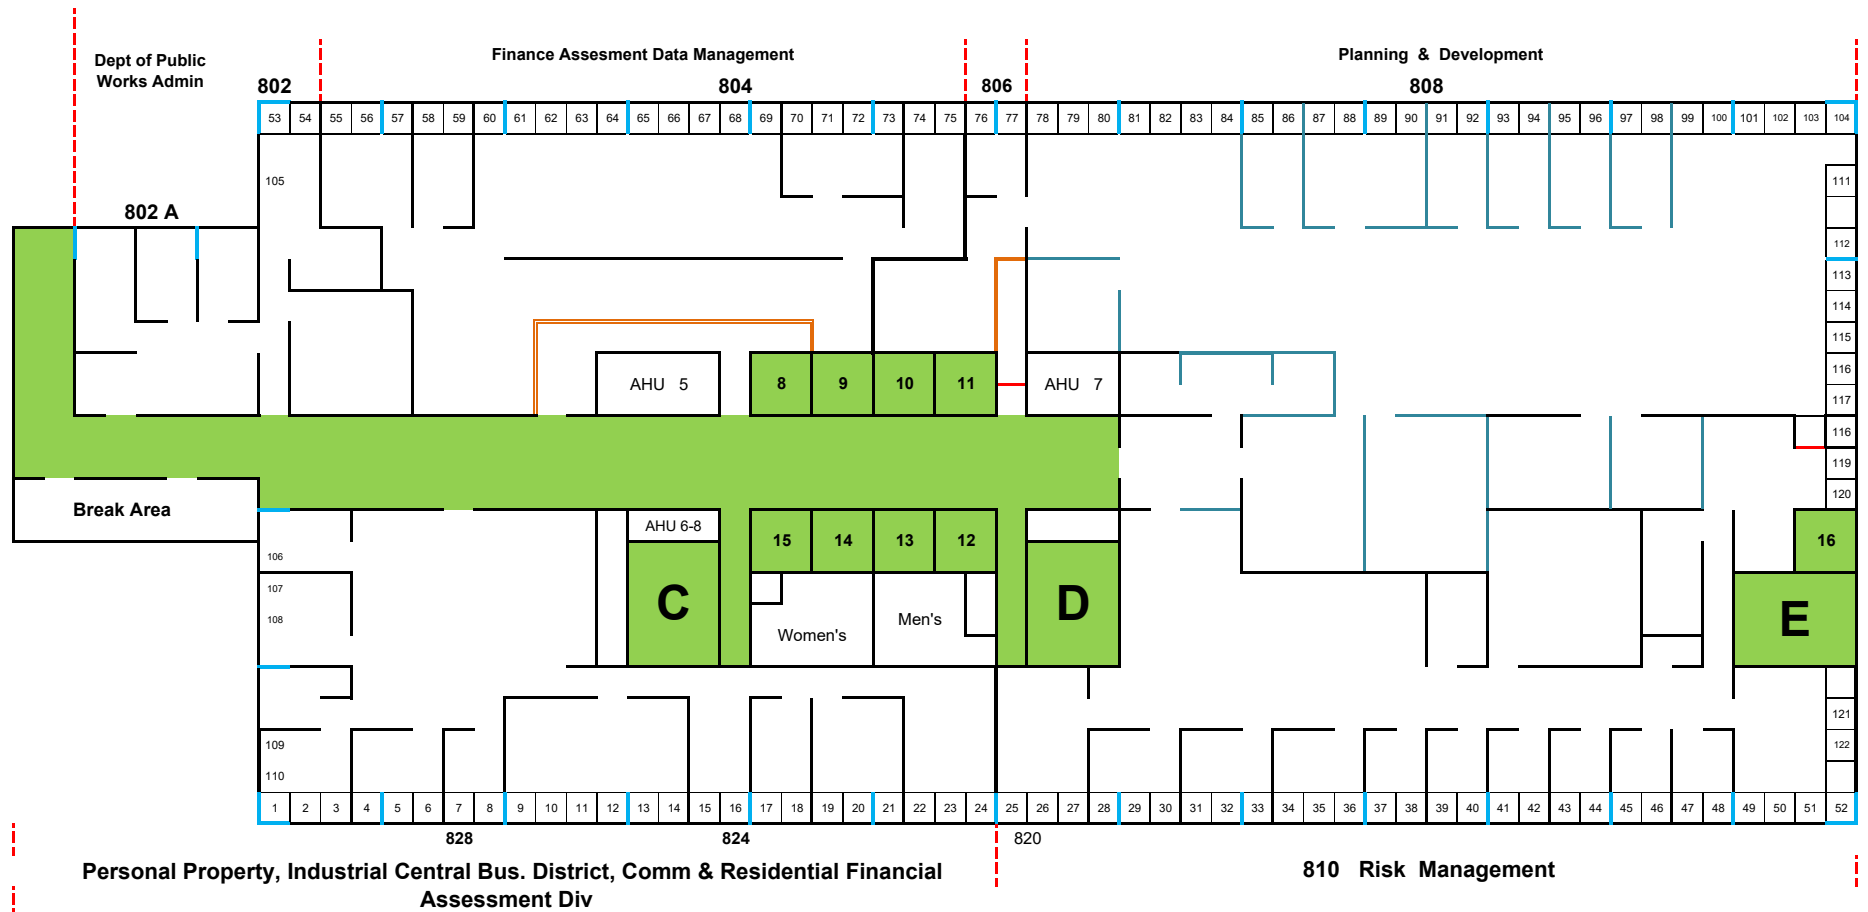 Dept of Public
Works Admin
Finance Assesment Data Management
Planning & Development
802
804
806
808
53 54 55 56 57 58 59 60 61 62 63 64 65 66 67 68 69 70 71 72 73 74 75 76 77 78 79 80 81 82 83 84 85 86 87 88 89 90 91 92 93 94 95 96 97 98 99 100 101 102 103 104
105
111
802 A
112
113
114
115
AHU 5
8 9 10 11
AHU 7
116
117
116
119
120
Break Area
AHU 6-8
15 14 13 12
16
106
107
108
C
Women's
Men's
D
E
121
109
122
110
1 2 3 4 5 6 7 8 9 10 11 12 13 14 15 16 17 18 19 20 21 22 23 24 25 26 27 28 29 30 31 32 33 34 35 36 37 38 39 40 41 42 43 44 45 46 47 48 49 50 51 52
828
824
820
Personal Property, Industrial Central Bus. District, Comm & Residential Financial
Assessment Div
810 Risk Management